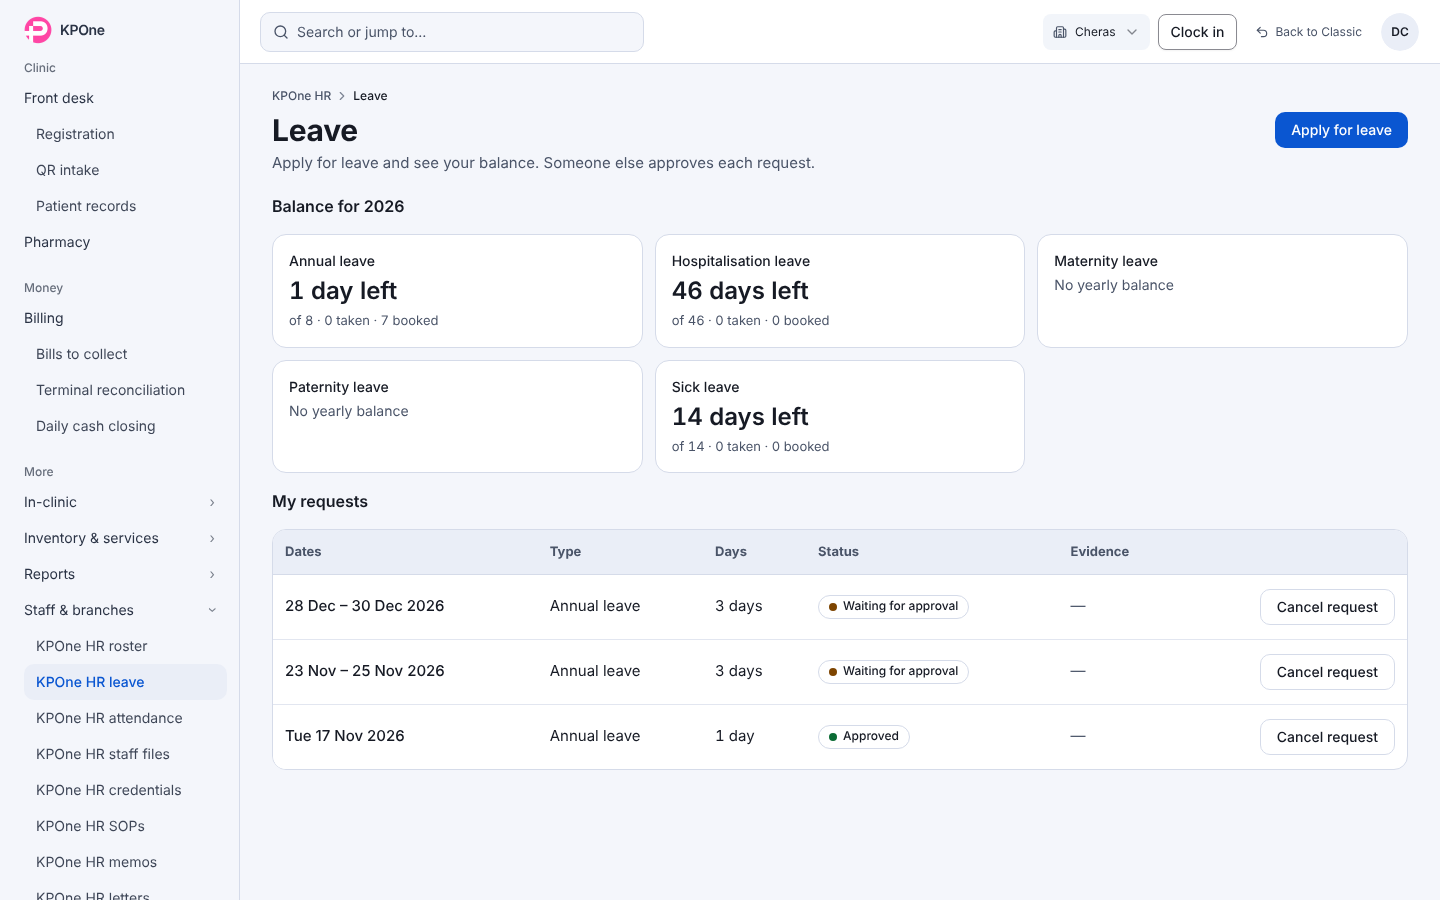 KPOne
Search or jump to...
Cheras
Clock in
Back to Classic
DC
Clinic
Front desk
Registration
QR intake
Patient records
Pharmacy
Money
Billing
Bills to collect
Terminal reconciliation
Daily cash closing
More
In-clinic
Inventory & services
Reports
Staff & branches
KPOne HR roster
KPOne HR leave
KPOne HR attendance
KPOne HR staff files
KPOne HR credentials
KPOne HR SOPs
KPOne HR memos
KPOne HR letters
KPOne HR > Leave
Leave
Apply for leave
Apply for leave and see your balance. Someone else approves each request.
Balance for 2026
Annual leave
1 day left
of 8 · 0 taken · 7 booked
Hospitalisation leave
46 days left
of 46 · 0 taken · 0 booked
Maternity leave
No yearly balance
Paternity leave
No yearly balance
Sick leave
14 days left
of 14 · 0 taken · 0 booked
My requests
Dates Type Days Status Evidence
28 Dec – 30 Dec 2026 Annual leave 3 days Waiting for approval — Cancel request
23 Nov – 25 Nov 2026 Annual leave 3 days Waiting for approval — Cancel request
Tue 17 Nov 2026 Annual leave 1 day Approved — Cancel request